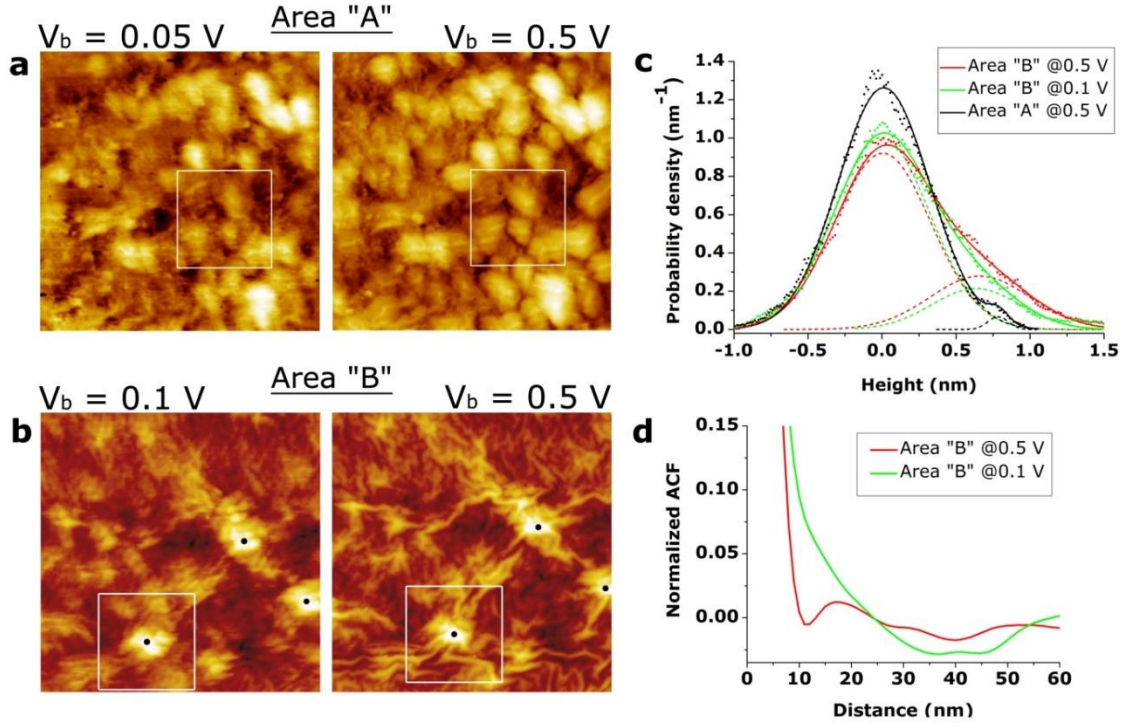 Area "A"
V_b = 0.05 V
V_b = 0.5 V
a
Area "B"
V_b = 0.1 V
V_b = 0.5 V
b
c
Area "B" @0.5 V
Area "B" @0.1 V
Area "A" @0.5 V
Probability density (nm⁻¹)
1.4
1.2
1.0
0.8
0.6
0.4
0.2
0.0
-1.0 -0.5 0.0 0.5 1.0 1.5
Height (nm)
d
Area "B" @0.5 V
Area "B" @0.1 V
Normalized ACF
0.15
0.10
0.05
0.00
0 10 20 30 40 50 60
Distance (nm)